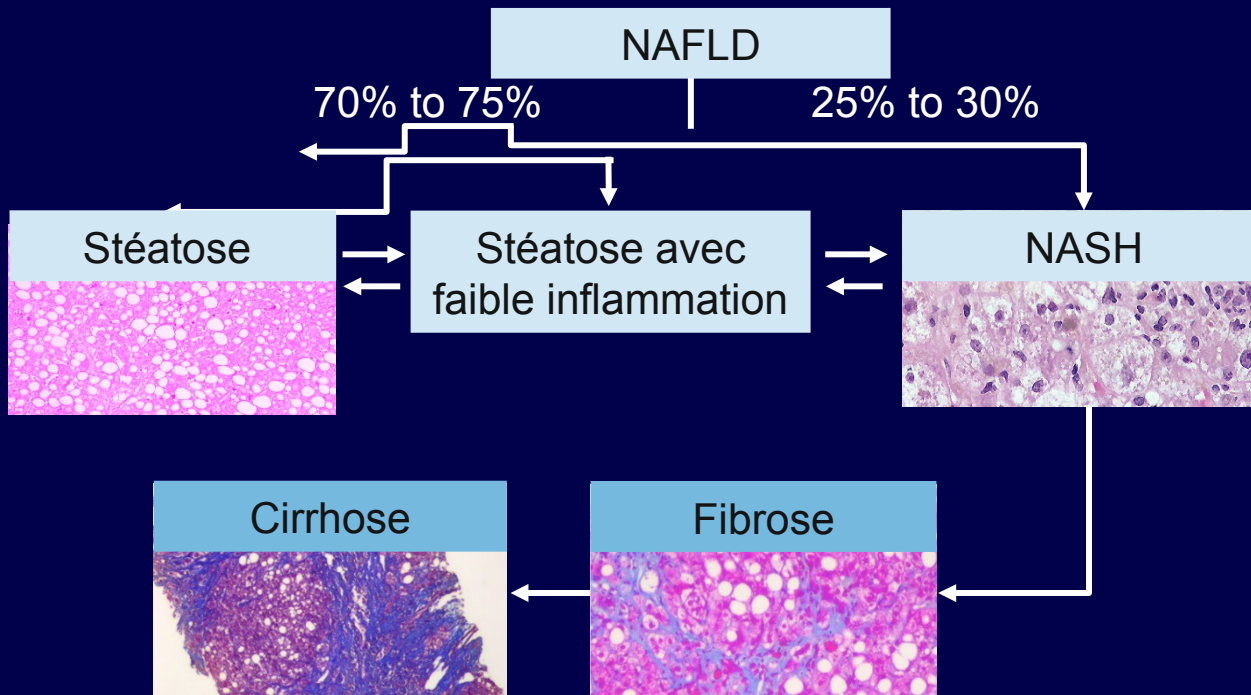 NAFLD
70% to 75%
25% to 30%
Stéatose
Stéatose avec
faible inflammation
NASH
Cirrhose
Fibrose